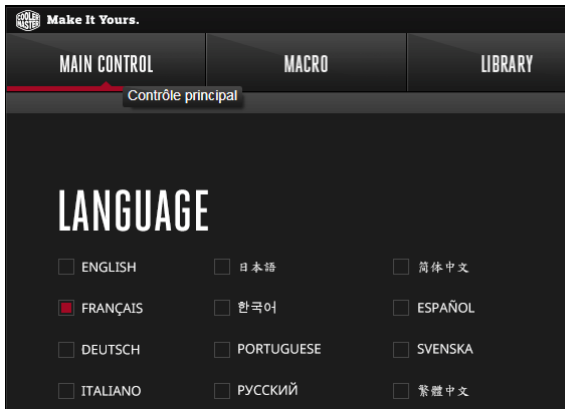 COOLER MASTER Make It Yours.
MAIN CONTROL MACRO LIBRARY
Contrôle principal
LANGUAGE
ENGLISH 日本語 简体中文
FRANÇAIS 한국어 ESPAÑOL
DEUTSCH PORTUGUESE SVENSKA
ITALIANO РУССКИЙ 繁體中文